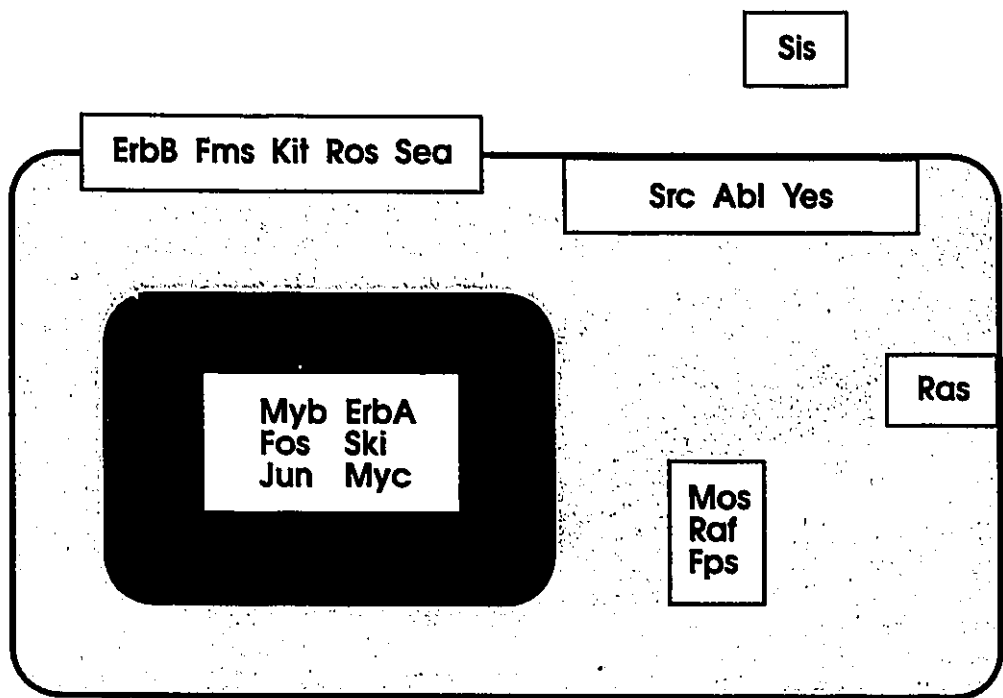 Sis
ErbB Fms Kit Ros Sea
Src Abl Yes
Ras
Myb ErbA
Fos Ski
Jun Myc
Mos
Raf
Fps